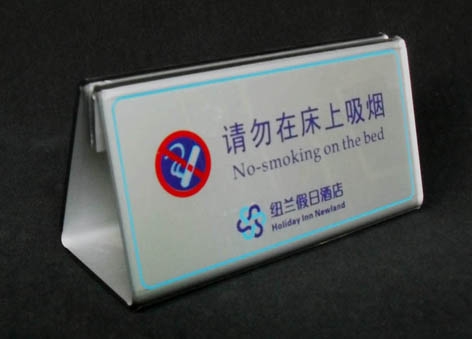 请勿在床上吸烟
No-smoking on the bed
纽兰假日酒店
Holiday Inn Newland